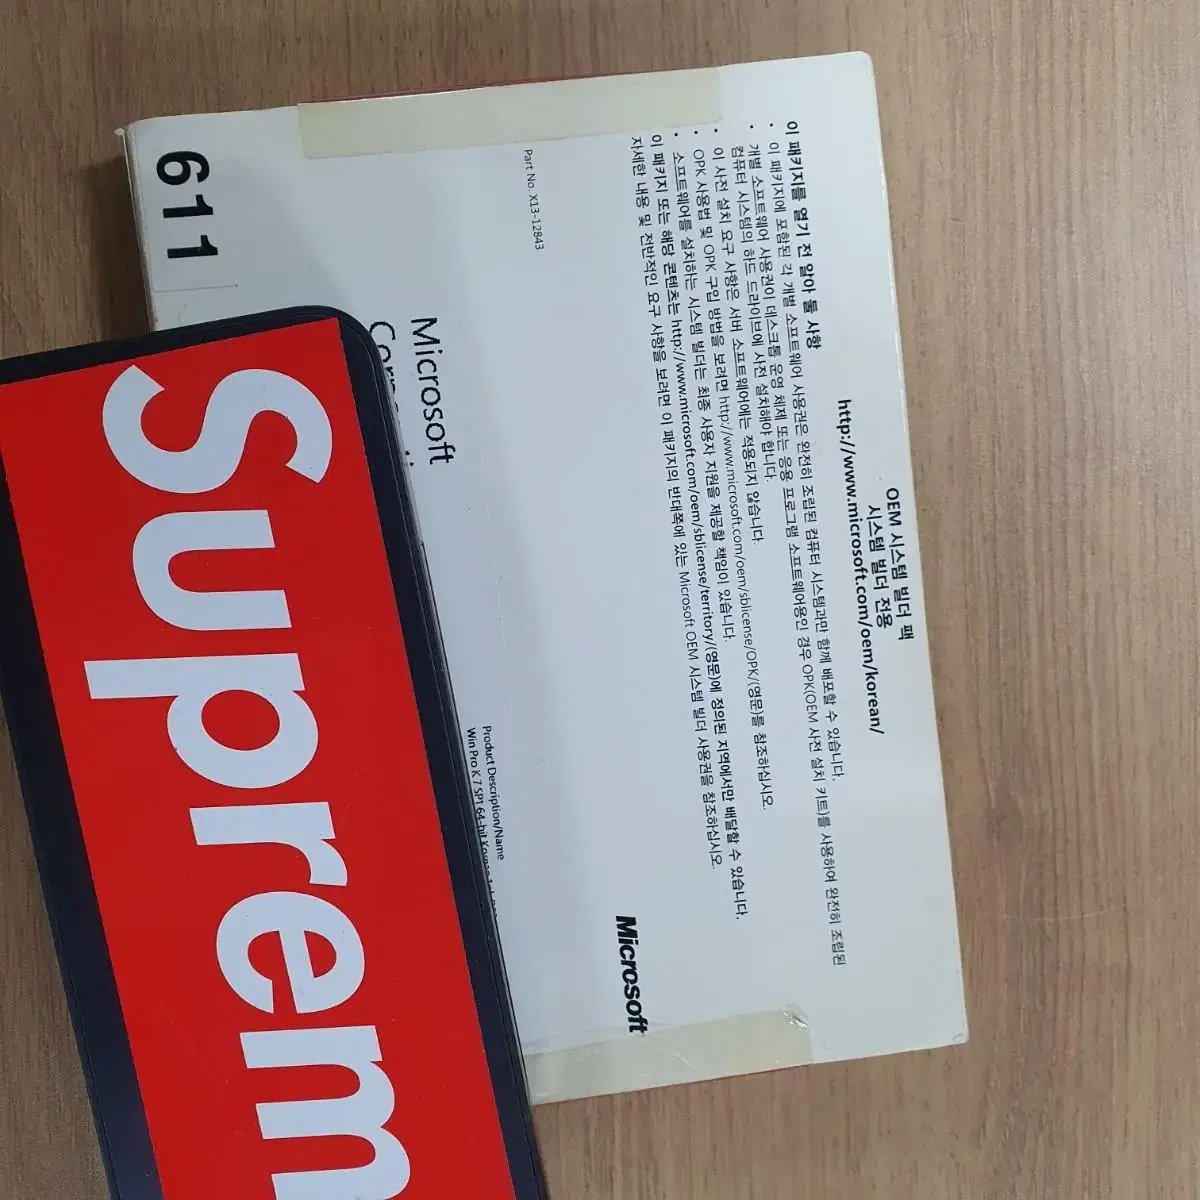 OEM 시스템 빌더 팩
시스템 빌더 전용
http://www.microsoft.com/oem/korean/
이 패키지를 열기 전 알아 둘 사항
• 이 패키지에 포함된 각 개별 소프트웨어 사용권은 완전히 조립된 컴퓨터 시스템과만 함께 배포할 수 있습니다.
• 개별 소프트웨어 사용권이 데스크톱 운영 체제 또는 응용 프로그램 소프트웨어용인 경우 OPK(OEM 사전 설치 키트)를 사용하여 완전히 조립된
컴퓨터 시스템의 하드 드라이브에 사전 설치해야 합니다.
• 이 사전 설치 요구 사항은 서버 소프트웨어에는 적용되지 않습니다.
OPK 사용법 및 OPK 구입 방법을 보려면 http://www.microsoft.com/oem/sblicense/OPK/(영문)를 참조하십시오.
• 소프트웨어를 설치하는 시스템 빌더는 최종 사용자 지원을 제공할 책임이 있습니다.
• 이 패키지 또는 해당 콘텐츠는 http://www.microsoft.com/oem/sblicense/territory/(영문)에 정의된 지역에서만 배달할 수 있습니다.
자세한 내용 및 전반적인 요구 사항을 보려면 이 패키지의 반대쪽에 있는 Microsoft OEM 시스템 빌더 사용권을 참조하십시오.
Microsoft
Part No. X13-12843
Microsoft
Product Description/Name
Win Pro K 7 SP1 64-bit Korean
611
Suprem